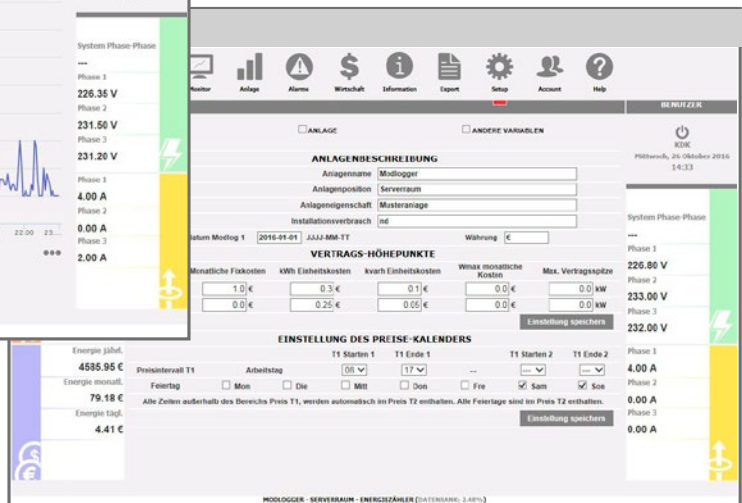 System Phase-Phase
---
Phase 1
226.35 V
Phase 2
231.50 V
Phase 3
231.20 V
Phase 1
4.00 A
Phase 2
0.00 A
Phase 3
2.00 A
22:00 23...
Monitor Anlage Alarms Wirtschaft Information Export Setup Account Help
BENUTZER
KDK
Mittwoch, 26 Oktober 2016
14:33
ANLAGE ANDERE VARIABLEN
ANLAGENBESCHREIBUNG
Anlagenname Modlogger
Anlagenposition Serverraum
Anlageneigenschaft Musteranlage
Installationsverbrauch nd
datum Modlog 1 2016-01-01 JJJJ-MM-TT Währung €
VERTRAGS-HÖHEPUNKTE
Monatliche Fixkosten kWh Einheitskosten kvarh Einheitskosten Wmax monatliche Kosten Max. Vertragsspitze
1.0 € 0.3 € 0.1 € 0.0 € 0.0 kW
0.0 € 0.25 € 0.05 € 0.0 € 0.0 kW
Einstellung speichern
EINSTELLUNG DES PREISE-KALENDERS
T1 Starten 1 T1 Ende 1 T1 Starten 2 T1 Ende 2
Preisintervall T1 Arbeitstag 08 17 -- --- ---
Feiertag Mon Die Mitt Don Fre Sam Son
Alle Zeiten außerhalb des Bereichs Preis T1, werden automatisch im Preis T2 enthalten. Alle Feiertage sind im Preis T2 enthalten.
Einstellung speichern
Energie jährl.
4585.95 €
Energie monatl.
79.18 €
Energie tägl.
4.41 €
System Phase-Phase
---
Phase 1
226.80 V
Phase 2
233.00 V
Phase 3
232.00 V
Phase 1
4.00 A
Phase 2
0.00 A
Phase 3
0.00 A
MODLOGGER - SERVERRAUM - ENERGIEZÄHLER (DATENBANK: 2.48%)